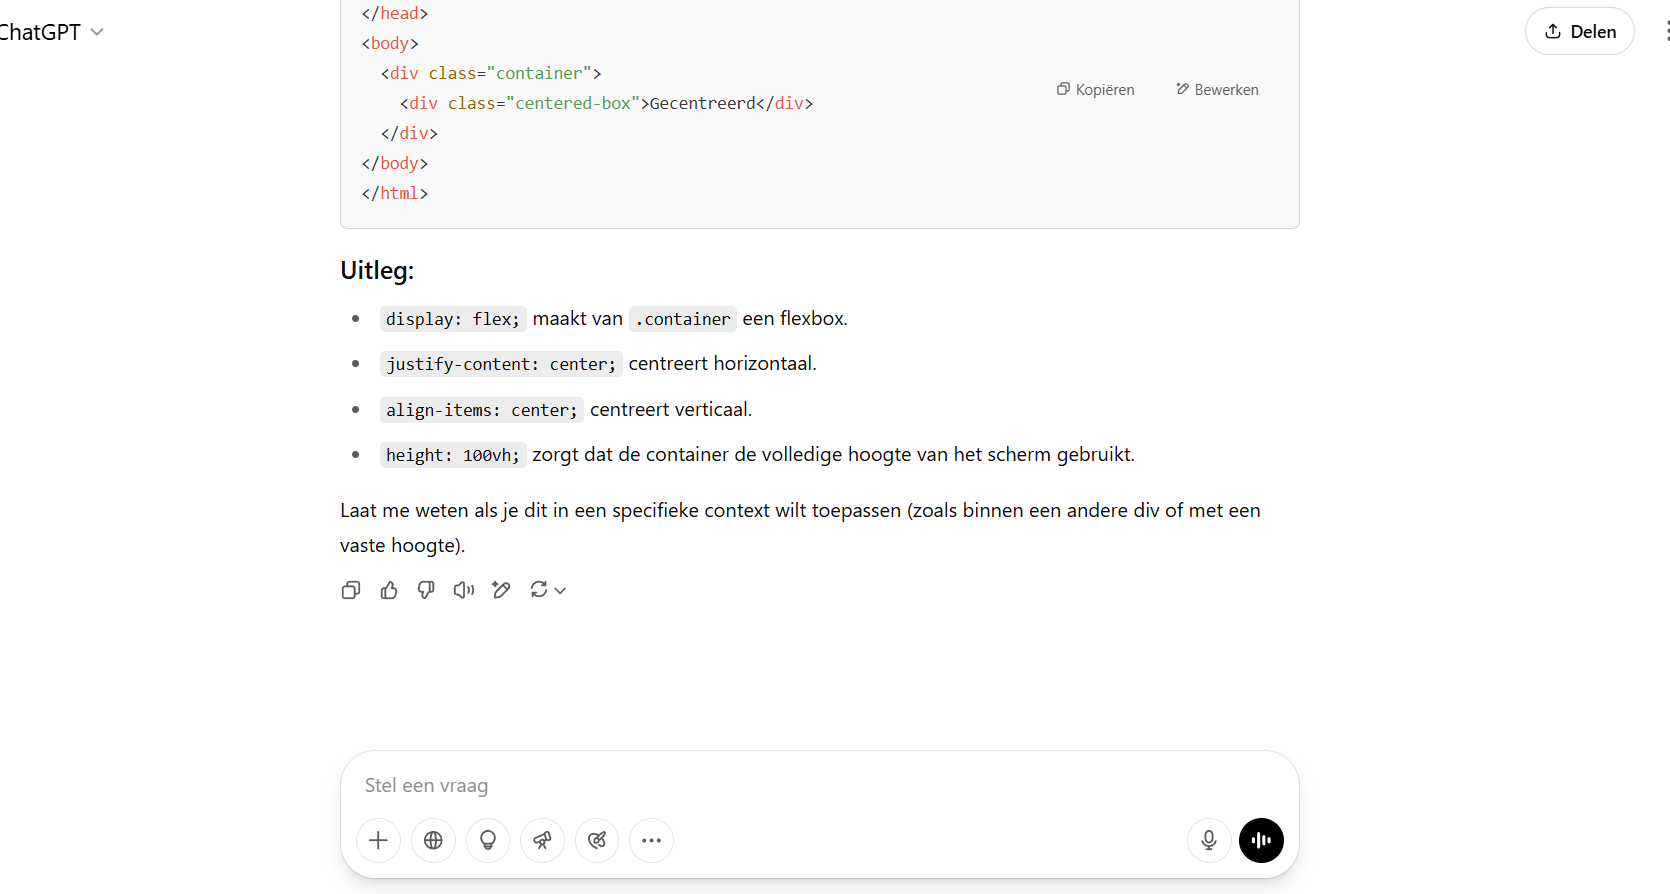 ChatGPT
Delen
</head>
<body>
<div class="container">
<div class="centered-box">Gecentreerd</div>
</div>
</body>
</html>
Kopiëren
Bewerken
Uitleg:
display: flex; maakt van .container een flexbox.
justify-content: center; centreert horizontaal.
align-items: center; centreert verticaal.
height: 100vh; zorgt dat de container de volledige hoogte van het scherm gebruikt.
Laat me weten als je dit in een specifieke context wilt toepassen (zoals binnen een andere div of met een
vaste hoogte).
Stel een vraag